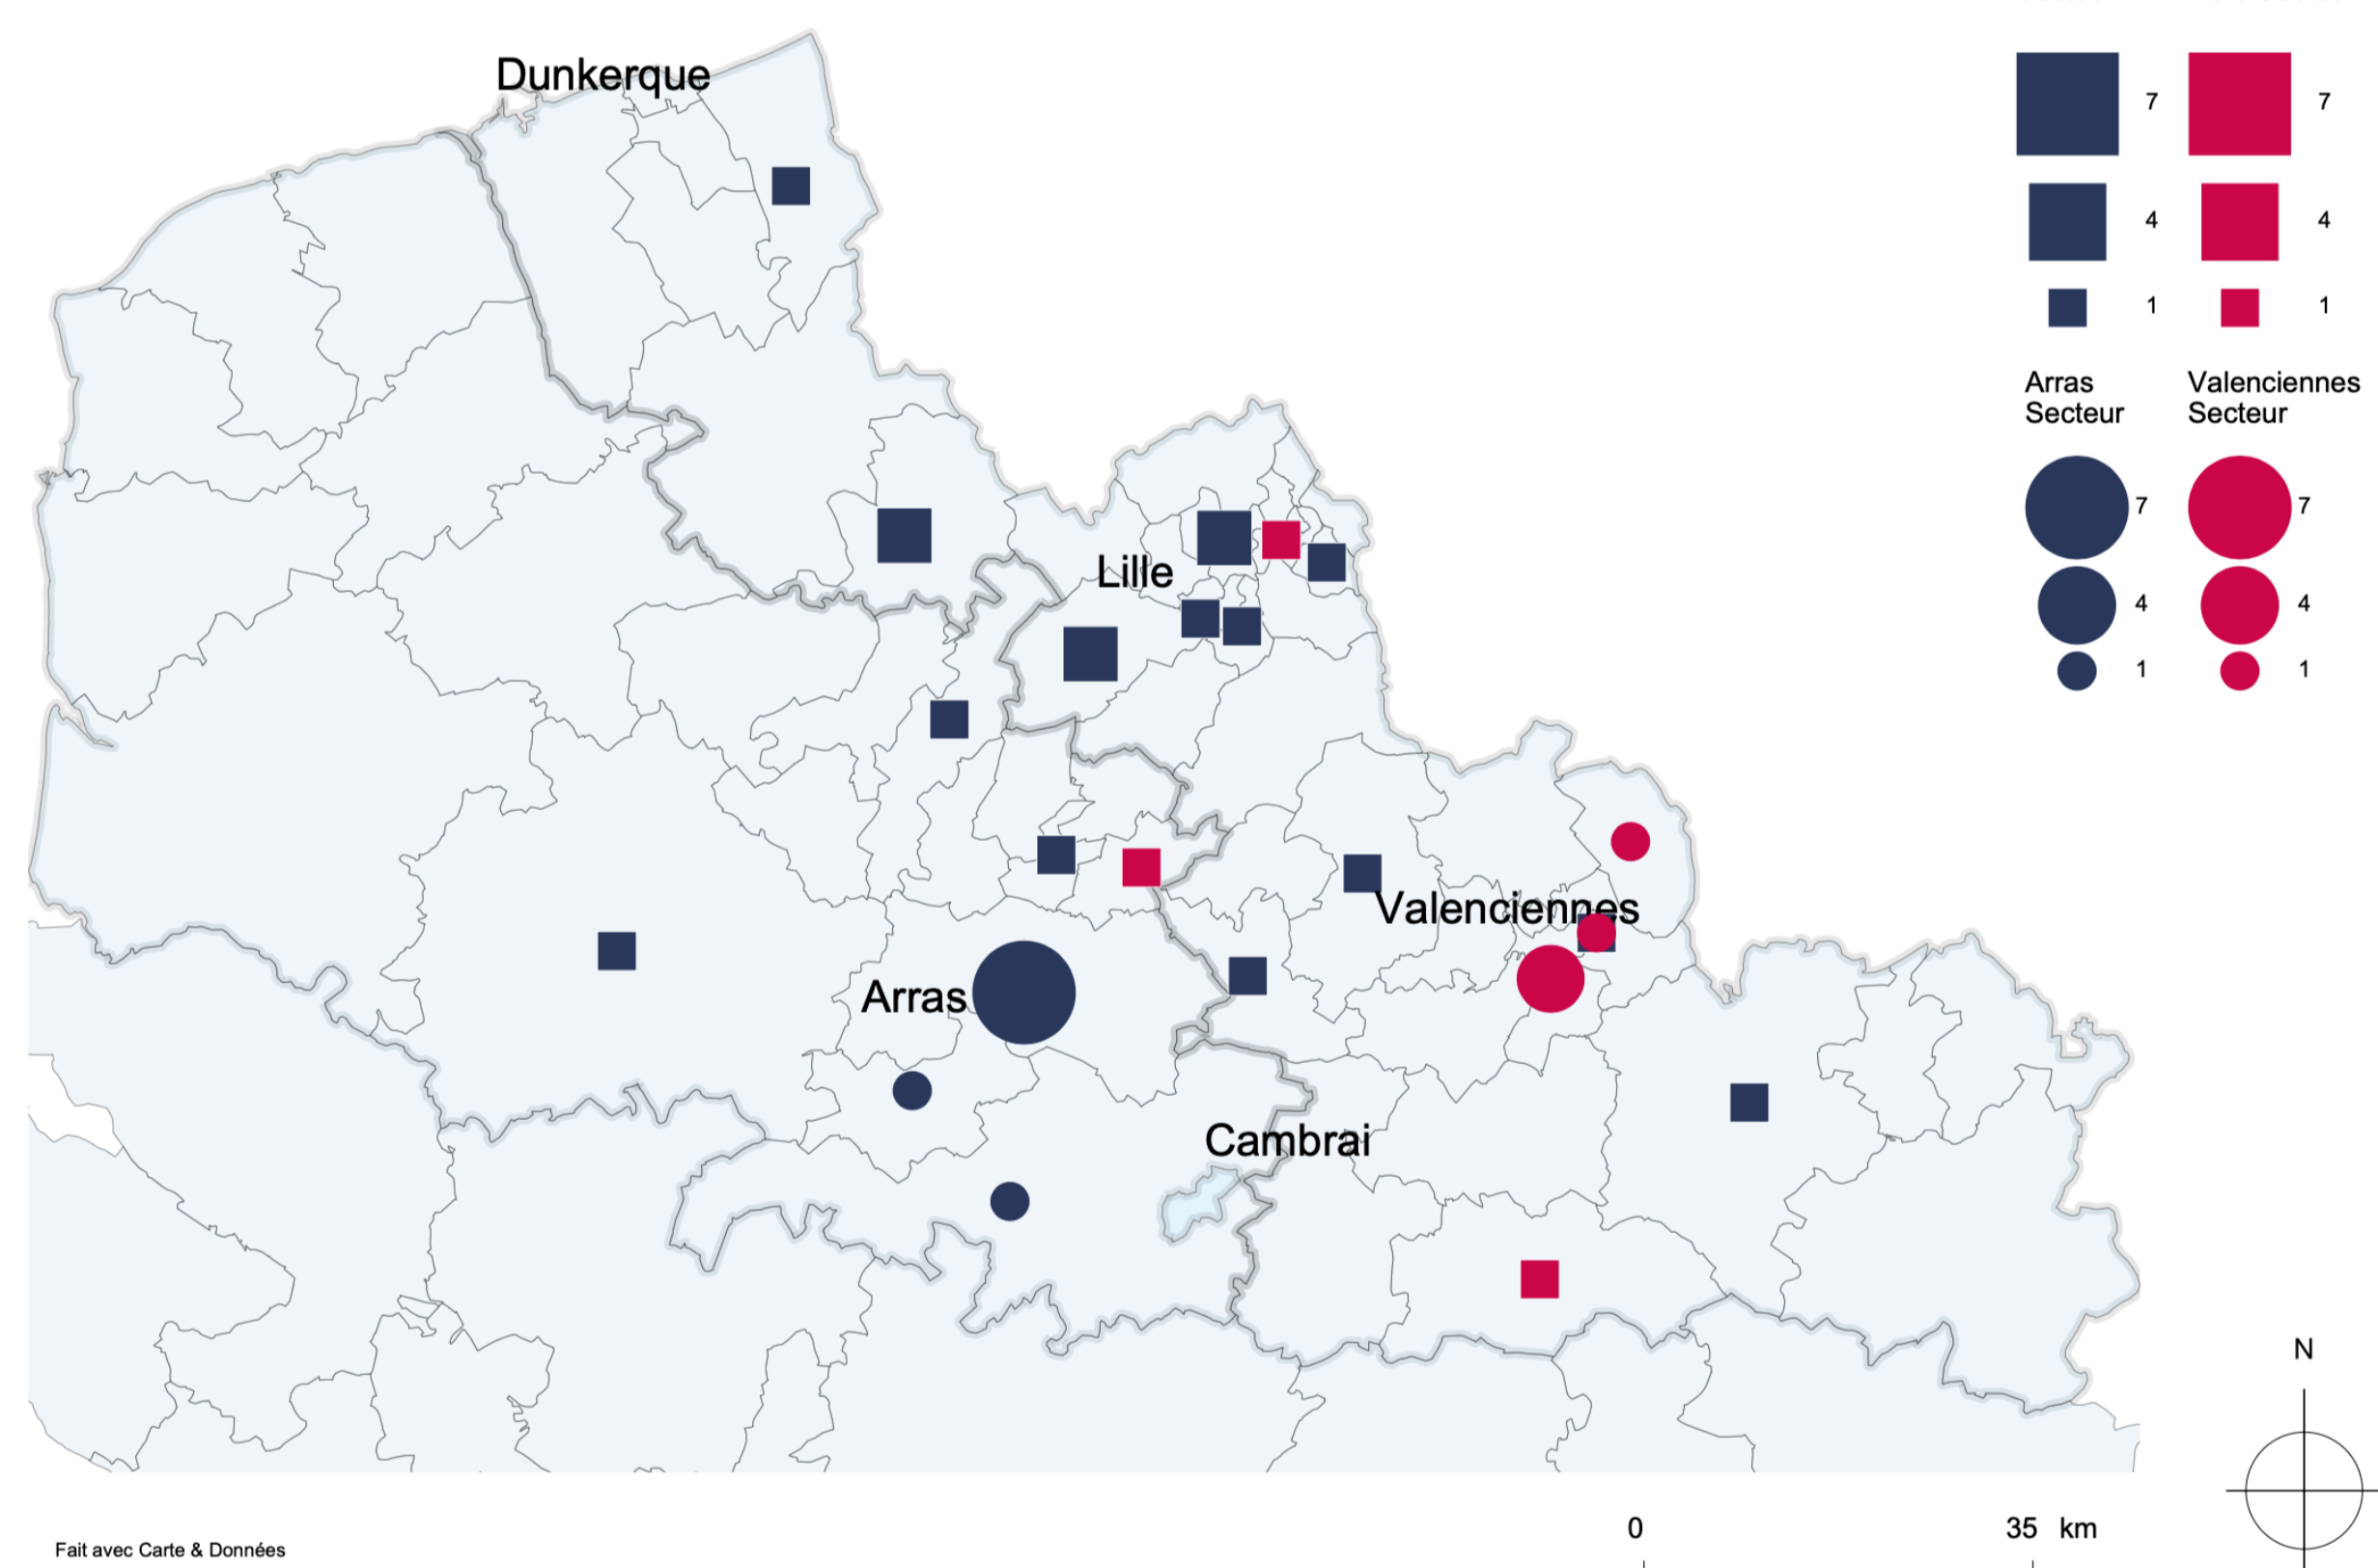 Dunkerque
Lille
Valenciennes
Arras
Cambrai
7 7
4 4
1 1
Arras Valenciennes
Secteur Secteur
7 7
4 4
1 1
N
0 35 km
Fait avec Carte & Données